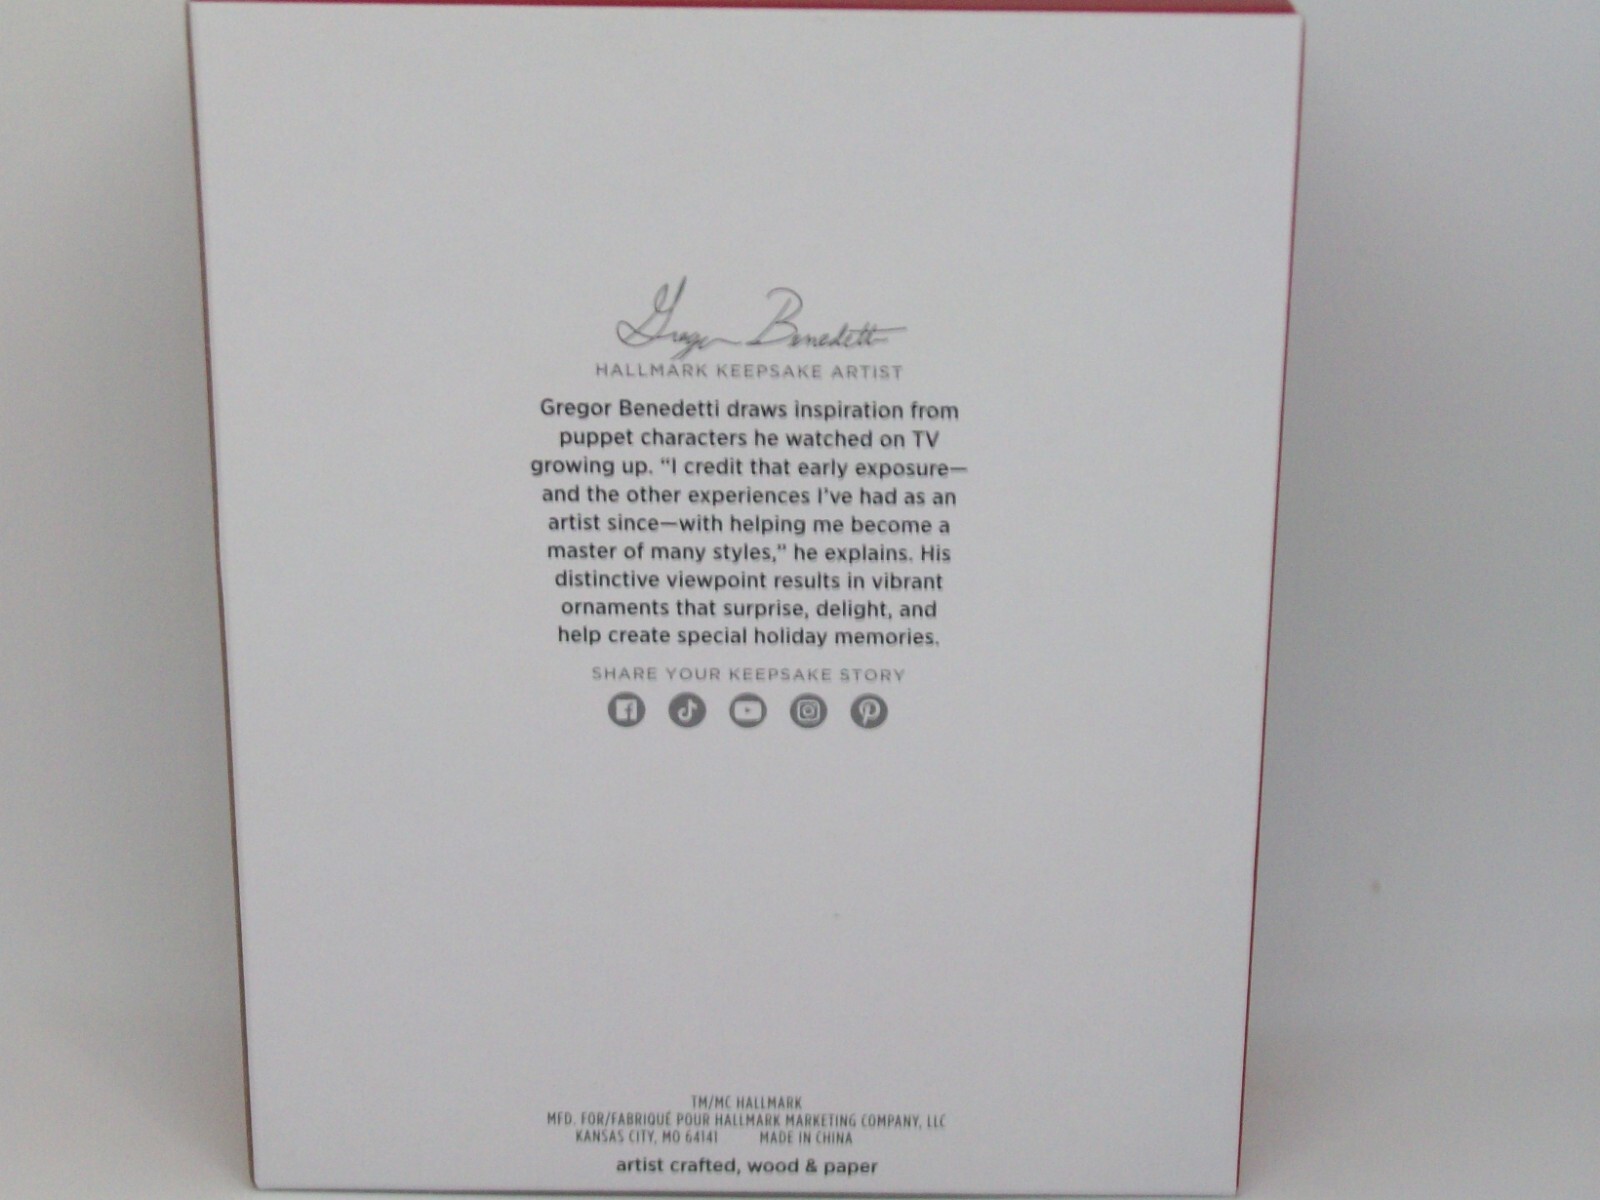 Gregor Benedetti
HALLMARK KEEPSAKE ARTIST
Gregor Benedetti draws inspiration from
puppet characters he watched on TV
growing up. “I credit that early exposure—
and the other experiences I’ve had as an
artist since—with helping me become a
master of many styles,” he explains. His
distinctive viewpoint results in vibrant
ornaments that surprise, delight, and
help create special holiday memories.
SHARE YOUR KEEPSAKE STORY
TM/MC HALLMARK
MFD. FOR/FABRIQUÉ POUR HALLMARK MARKETING COMPANY, LLC
KANSAS CITY, MO 64141 MADE IN CHINA
artist crafted, wood & paper